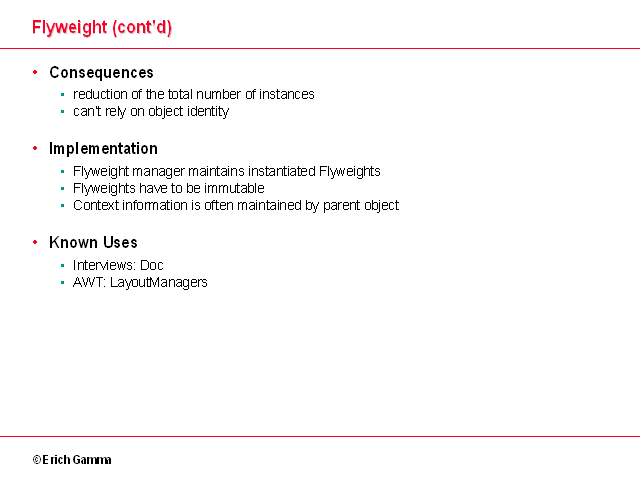 Flyweight (cont'd)
• Consequences
• reduction of the total number of instances
• can't rely on object identity
• Implementation
• Flyweight manager maintains instantiated Flyweights
• Flyweights have to be immutable
• Context information is often maintained by parent object
• Known Uses
• Interviews: Doc
• AWT: LayoutManagers
© Erich Gamma